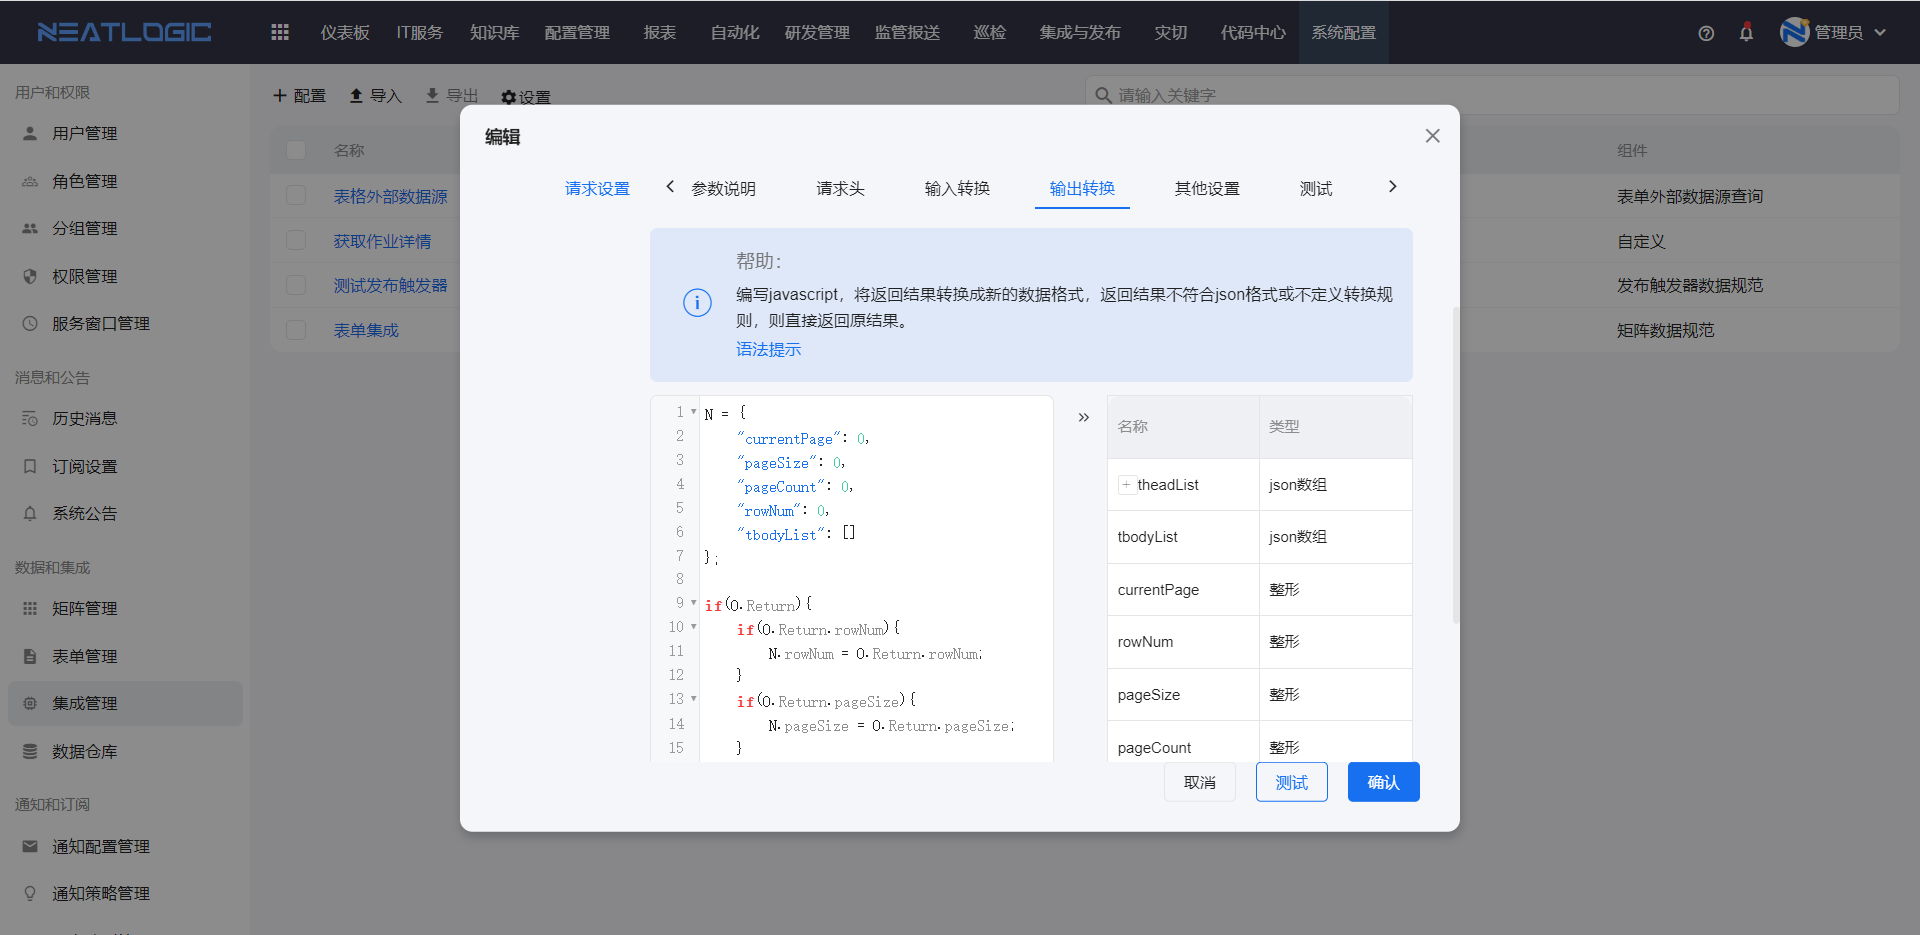 NEATLOGIC
仪表板 IT服务 知识库 配置管理 报表 自动化 研发管理 监管报送 巡检 集成与发布 灾切 代码中心 系统配置 管理员
用户和权限
用户管理
角色管理
分组管理
权限管理
服务窗口管理
消息和公告
历史消息
订阅设置
系统公告
数据和集成
矩阵管理
表单管理
集成管理
数据仓库
通知和订阅
通知配置管理
通知策略管理
配置 导入 导出 设置 请输入关键字
名称 组件
表格外部数据源 表单外部数据源查询
获取作业详情 自定义
测试发布触发器 发布触发器数据规范
表单集成 矩阵数据规范
编辑
请求设置 参数说明 请求头 输入转换 输出转换 其他设置 测试
帮助：
编写javascript，将返回结果转换成新的数据格式，返回结果不符合json格式或不定义转换规
则，则直接返回原结果。
语法提示
1 N = {
2 "currentPage": 0,
3 "pageSize": 0,
4 "pageCount": 0,
5 "rowNum": 0,
6 "tbodyList": []
7 };
8
9 if(O.Return){
10 if(O.Return.rowNum){
11 N.rowNum = O.Return.rowNum;
12 }
13 if(O.Return.pageSize){
14 N.pageSize = O.Return.pageSize;
15 }
名称 类型
theadList json数组
tbodyList json数组
currentPage 整形
rowNum 整形
pageSize 整形
pageCount 整形
取消 测试 确认